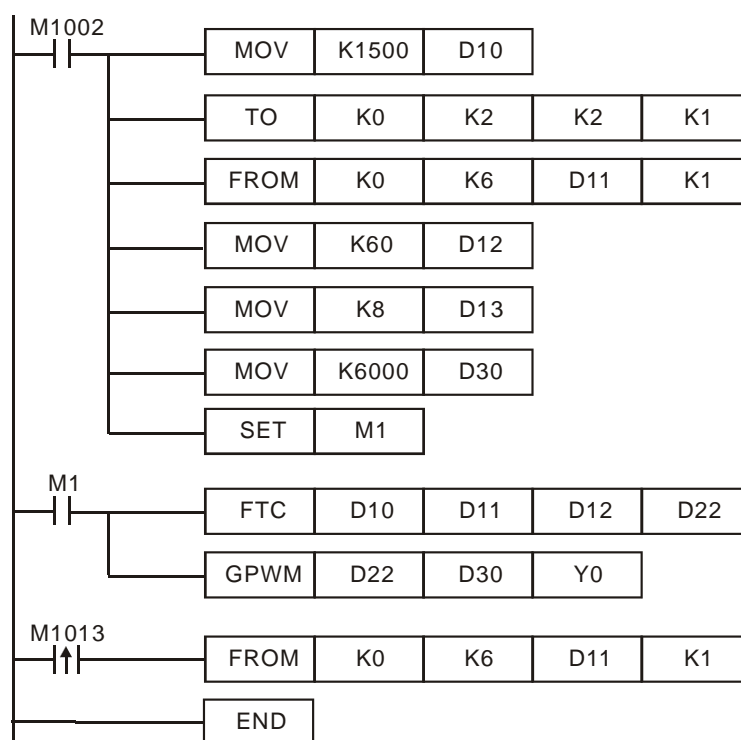 M1002
MOV K1500 D10
TO K0 K2 K2 K1
FROM K0 K6 D11 K1
MOV K60 D12
MOV K8 D13
MOV K6000 D30
SET M1
M1
FTC D10 D11 D12 D22
GPWM D22 D30 Y0
M1013
FROM K0 K6 D11 K1
END